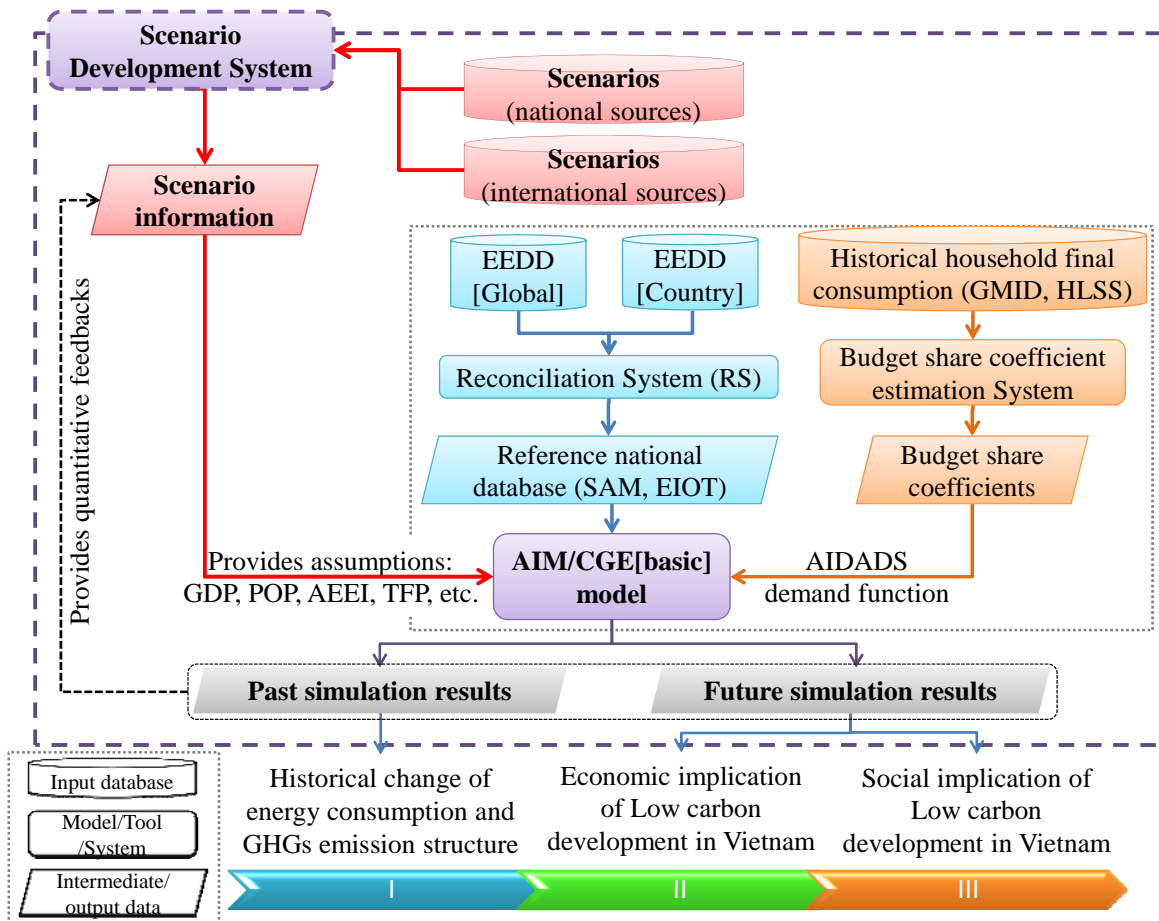 Scenario
Development System
Scenarios
(national sources)
Scenarios
(international sources)
Scenario
information
Provides quantitative feedbacks
EEDD
[Global]
EEDD
[Country]
Historical household final
consumption (GMID, HLSS)
Reconciliation System (RS)
Budget share coefficient
estimation System
Reference national
database (SAM, EIOT)
Budget share
coefficients
Provides assumptions:
GDP, POP, AEEI, TFP, etc.
AIM/CGE[basic]
model
AIDADS
demand function
Past simulation results
Future simulation results
Input database
Model/Tool
/System
Intermediate/
output data
Historical change of
energy consumption and
GHGs emission structure
Economic implication
of Low carbon
development in Vietnam
Social implication of
Low carbon
development in Vietnam
I
II
III